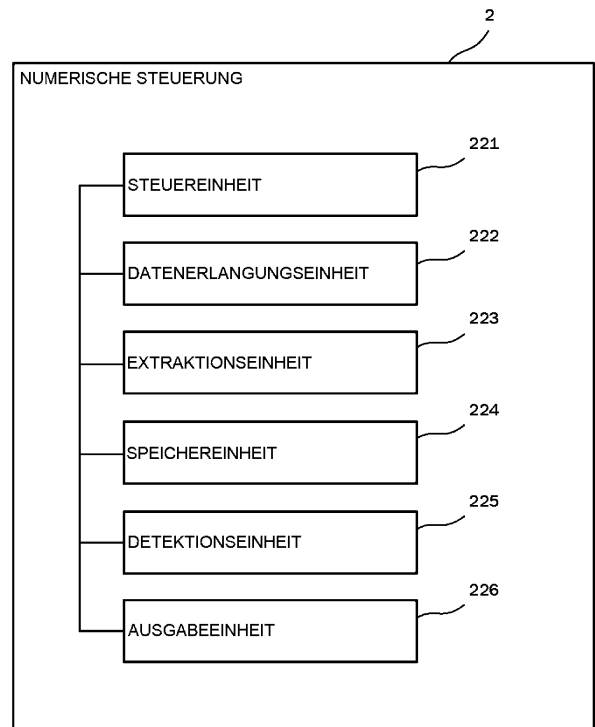 2
NUMERISCHE STEUERUNG
221
STEUEREINHEIT
222
DATENERLANGUNGSEINHEIT
223
EXTRAKTIONSEINHEIT
224
SPEICHEREINHEIT
225
DETEKTIONSEINHEIT
226
AUSGABEEINHEIT